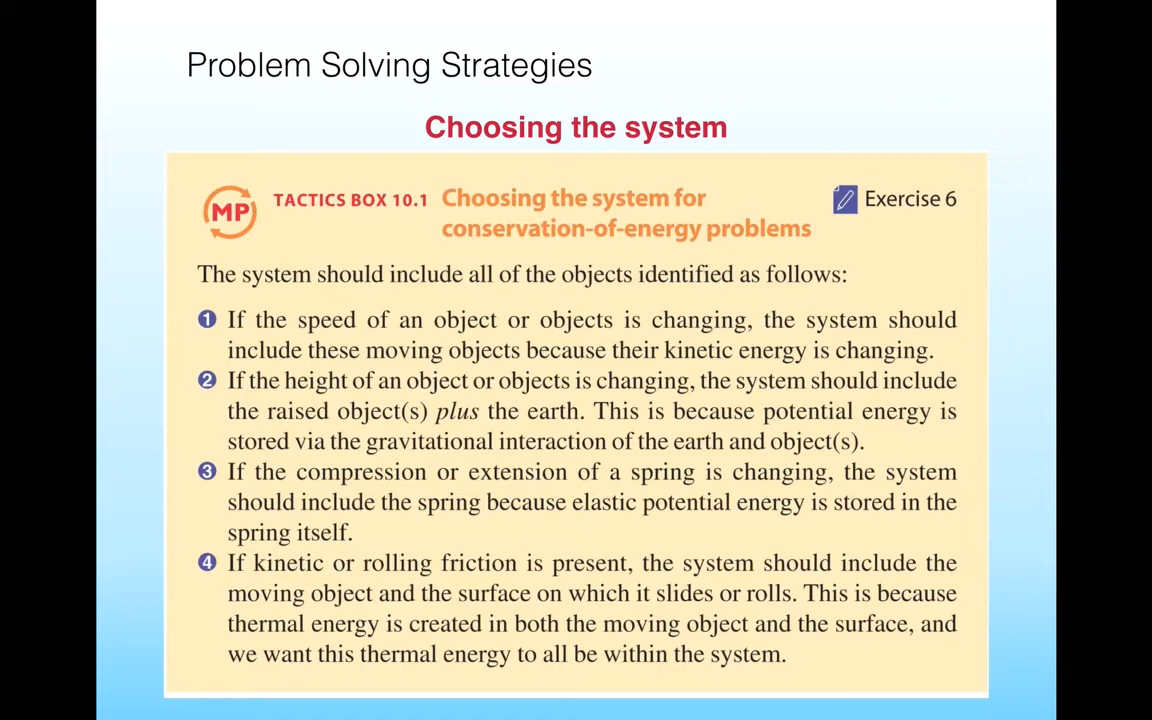 Problem Solving Strategies
Choosing the system
MP
TACTICS BOX 10.1 Choosing the system for
conservation-of-energy problems
Exercise 6
The system should include all of the objects identified as follows:
1 If the speed of an object or objects is changing, the system should
include these moving objects because their kinetic energy is changing.
2 If the height of an object or objects is changing, the system should include
the raised object(s) plus the earth. This is because potential energy is
stored via the gravitational interaction of the earth and object(s).
3 If the compression or extension of a spring is changing, the system
should include the spring because elastic potential energy is stored in the
spring itself.
4 If kinetic or rolling friction is present, the system should include the
moving object and the surface on which it slides or rolls. This is because
thermal energy is created in both the moving object and the surface, and
we want this thermal energy to all be within the system.